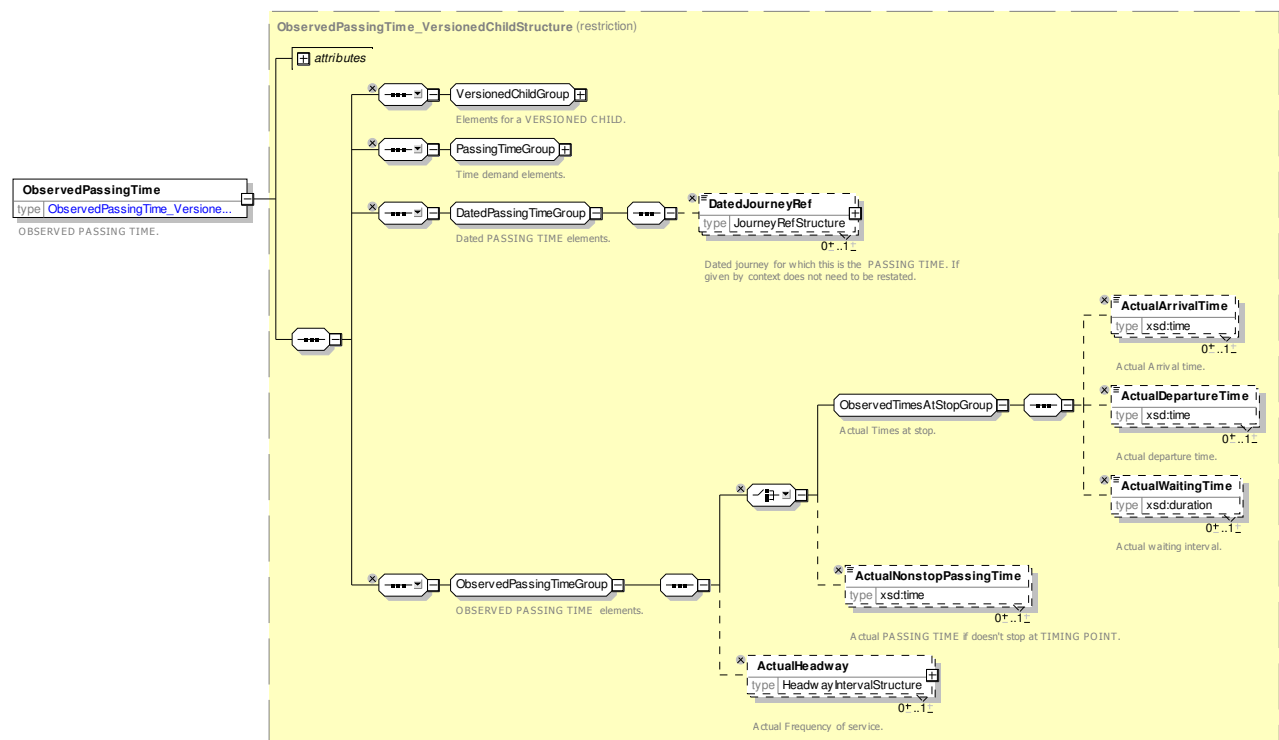 ObservedPassingTime_VersionedChildStructure (restriction)
attributes
VersionedChildGroup
Elements for a VERSIONED CHILD.
PassingTimeGroup
Time demand elements.
ObservedPassingTime
type ObservedPassingTime_Versione...
OBSERVED PASSING TIME.
DatedPassingTimeGroup
Dated PASSING TIME elements.
DatedJourneyRef
type JourneyRefStructure
0..1
Dated journey for which this is the PASSING TIME. If
given by context does not need to be restated.
ActualArrivalTime
type xsd:time
0..1
Actual Arrival time.
ObservedTimesAtStopGroup
Actual Times at stop.
ActualDepartureTime
type xsd:time
0..1
Actual departure time.
ActualWaitingTime
type xsd:duration
0..1
Actual waiting interval.
ObservedPassingTimeGroup
OBSERVED PASSING TIME elements.
ActualNonstopPassingTime
type xsd:time
0..1
Actual PASSING TIME if doesn't stop at TIMING POINT.
ActualHeadway
type HeadwayIntervalStructure
0..1
Actual Frequency of service.